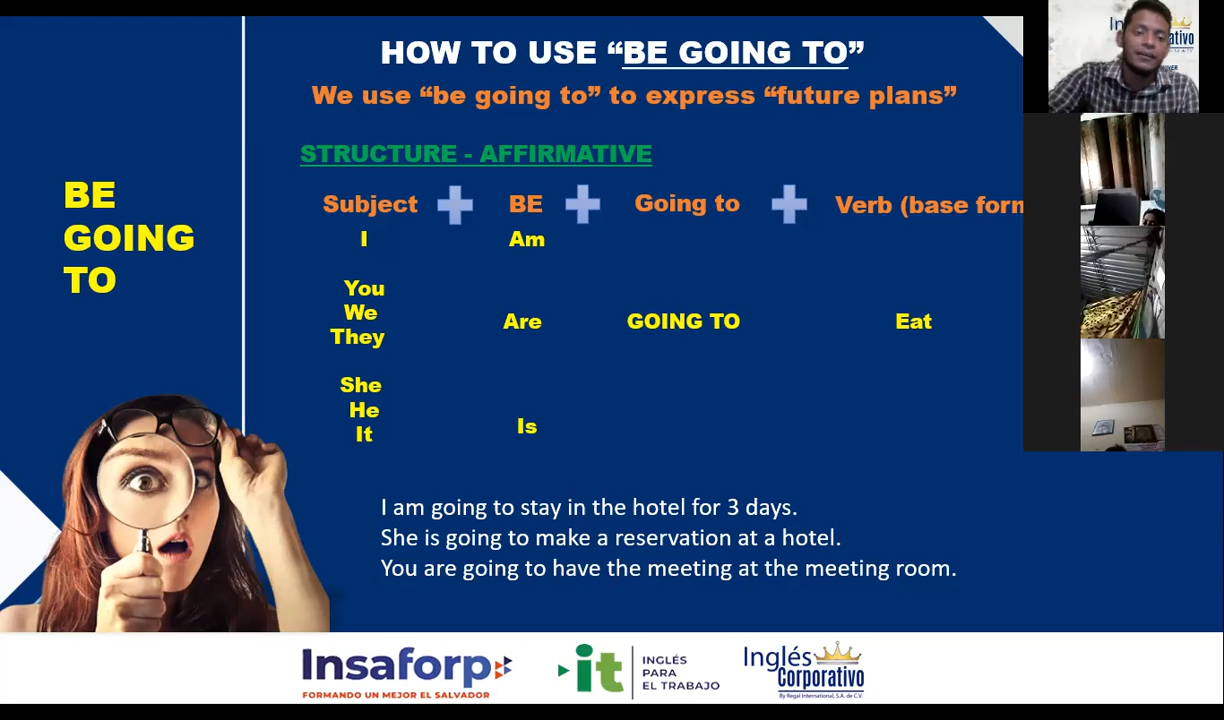 HOW TO USE “BE GOING TO”
We use “be going to” to express “future plans”
STRUCTURE - AFFIRMATIVE
Subject BE Going to Verb (base form
I Am
You
We
They
Are GOING TO Eat
She
He
It
Is
BE
GOING
TO
I am going to stay in the hotel for 3 days.
She is going to make a reservation at a hotel.
You are going to have the meeting at the meeting room.
Insaforp
FORMANDO UN MEJOR EL SALVADOR
it
INGLÉS
PARA
EL TRABAJO
Inglés
Corporativo
By Regal International, S.A. de C.V.